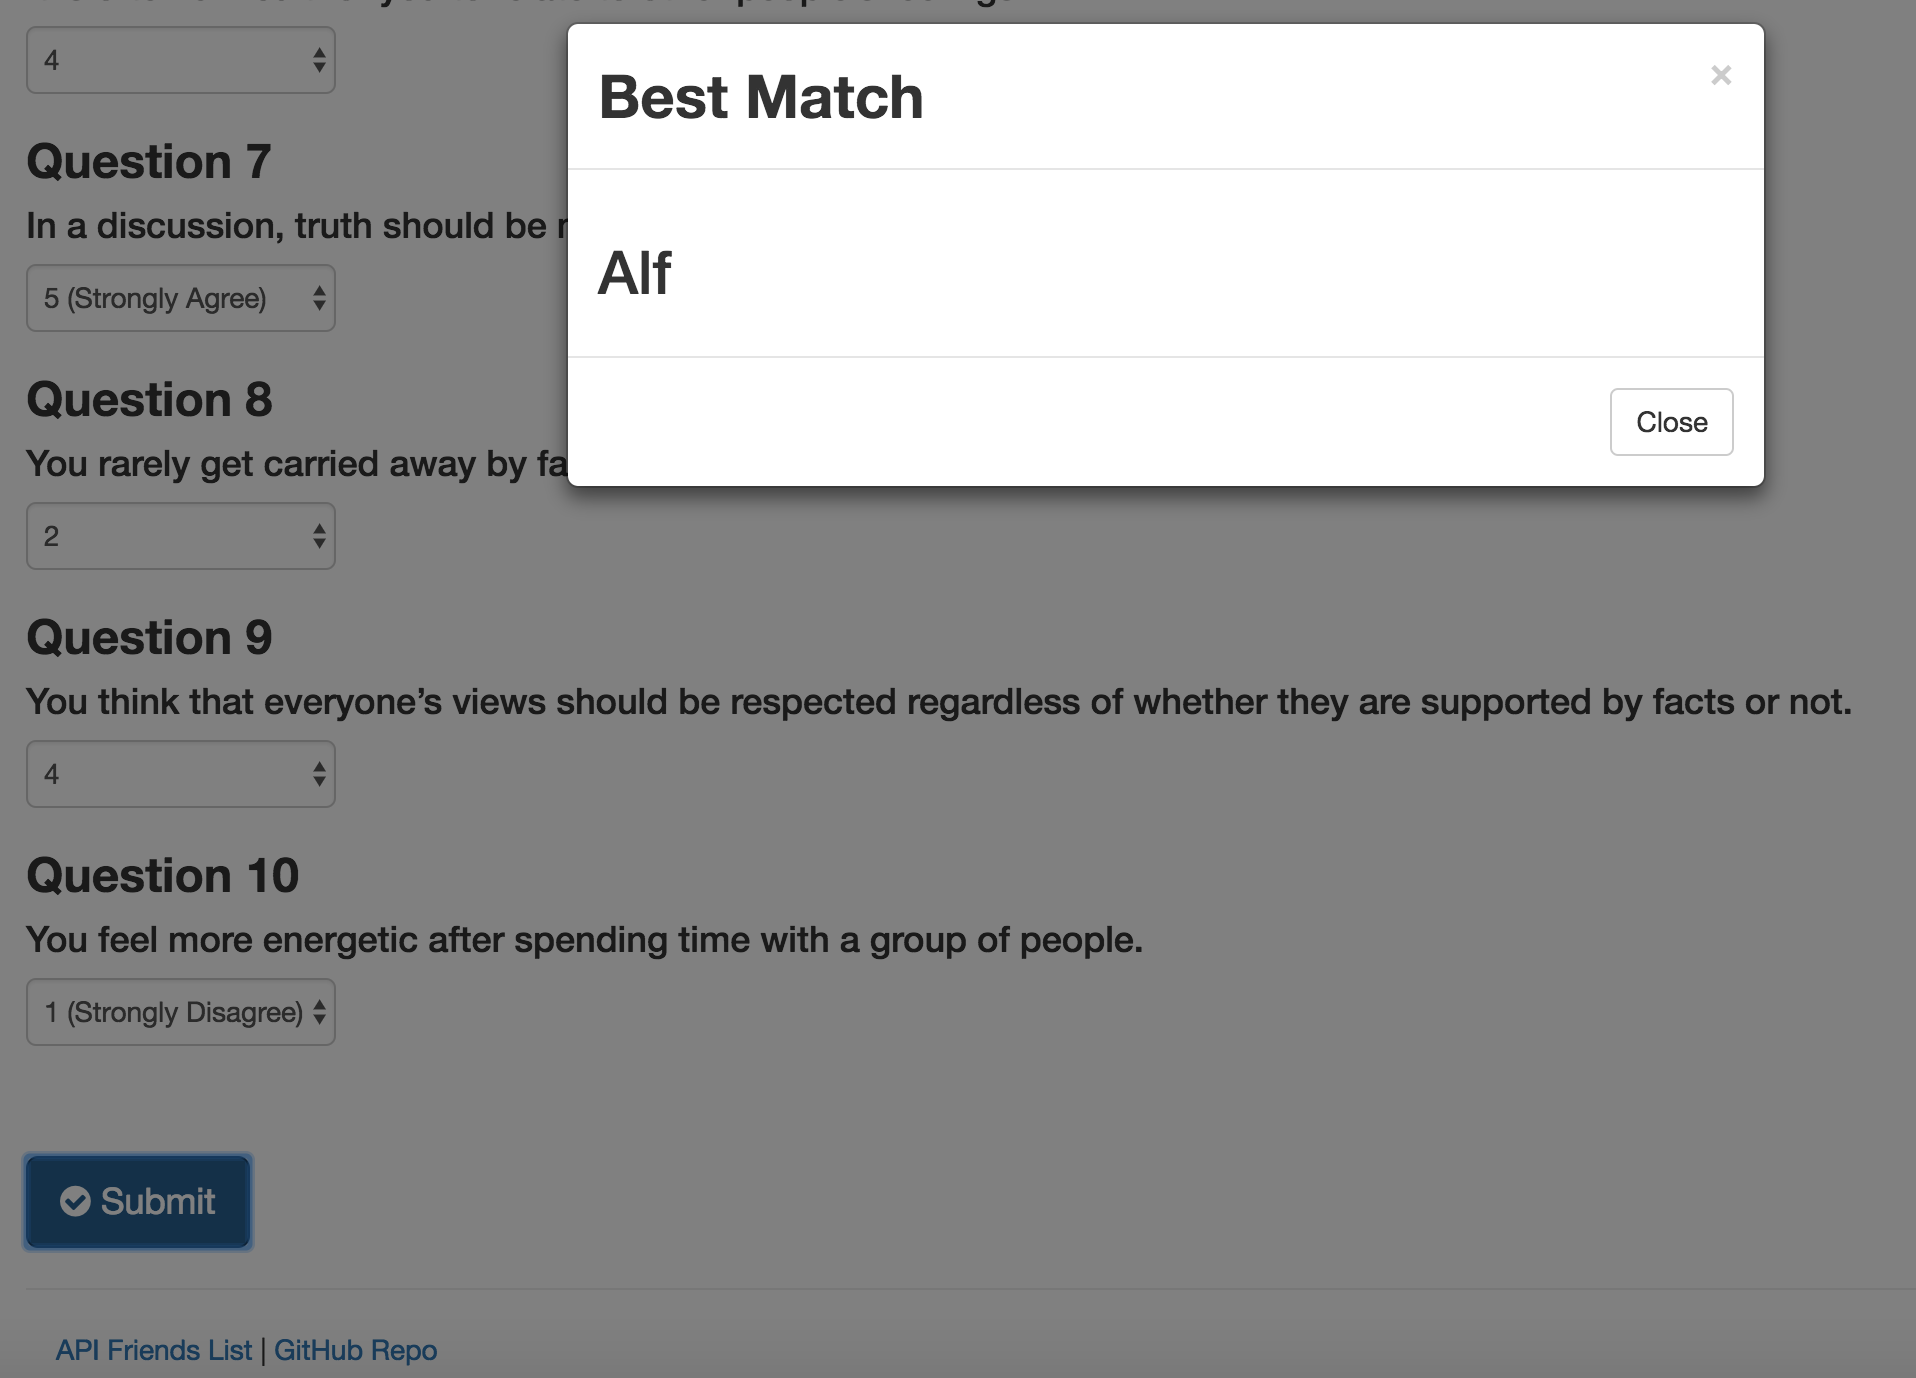 4
Best Match
×
Question 7
In a discussion, truth should be
5 (Strongly Agree)
Alf
Question 8
Close
You rarely get carried away by fa
2
Question 9
You think that everyone’s views should be respected regardless of whether they are supported by facts or not.
4
Question 10
You feel more energetic after spending time with a group of people.
1 (Strongly Disagree)
Submit
API Friends List | GitHub Repo